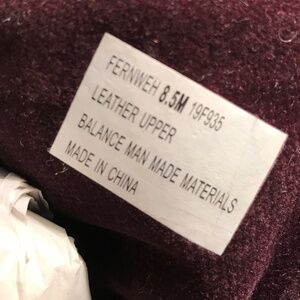 FERNWEH 8.5M 19F935
LEATHER UPPER
BALANCE MAN MADE MATERIALS
MADE IN CHINA